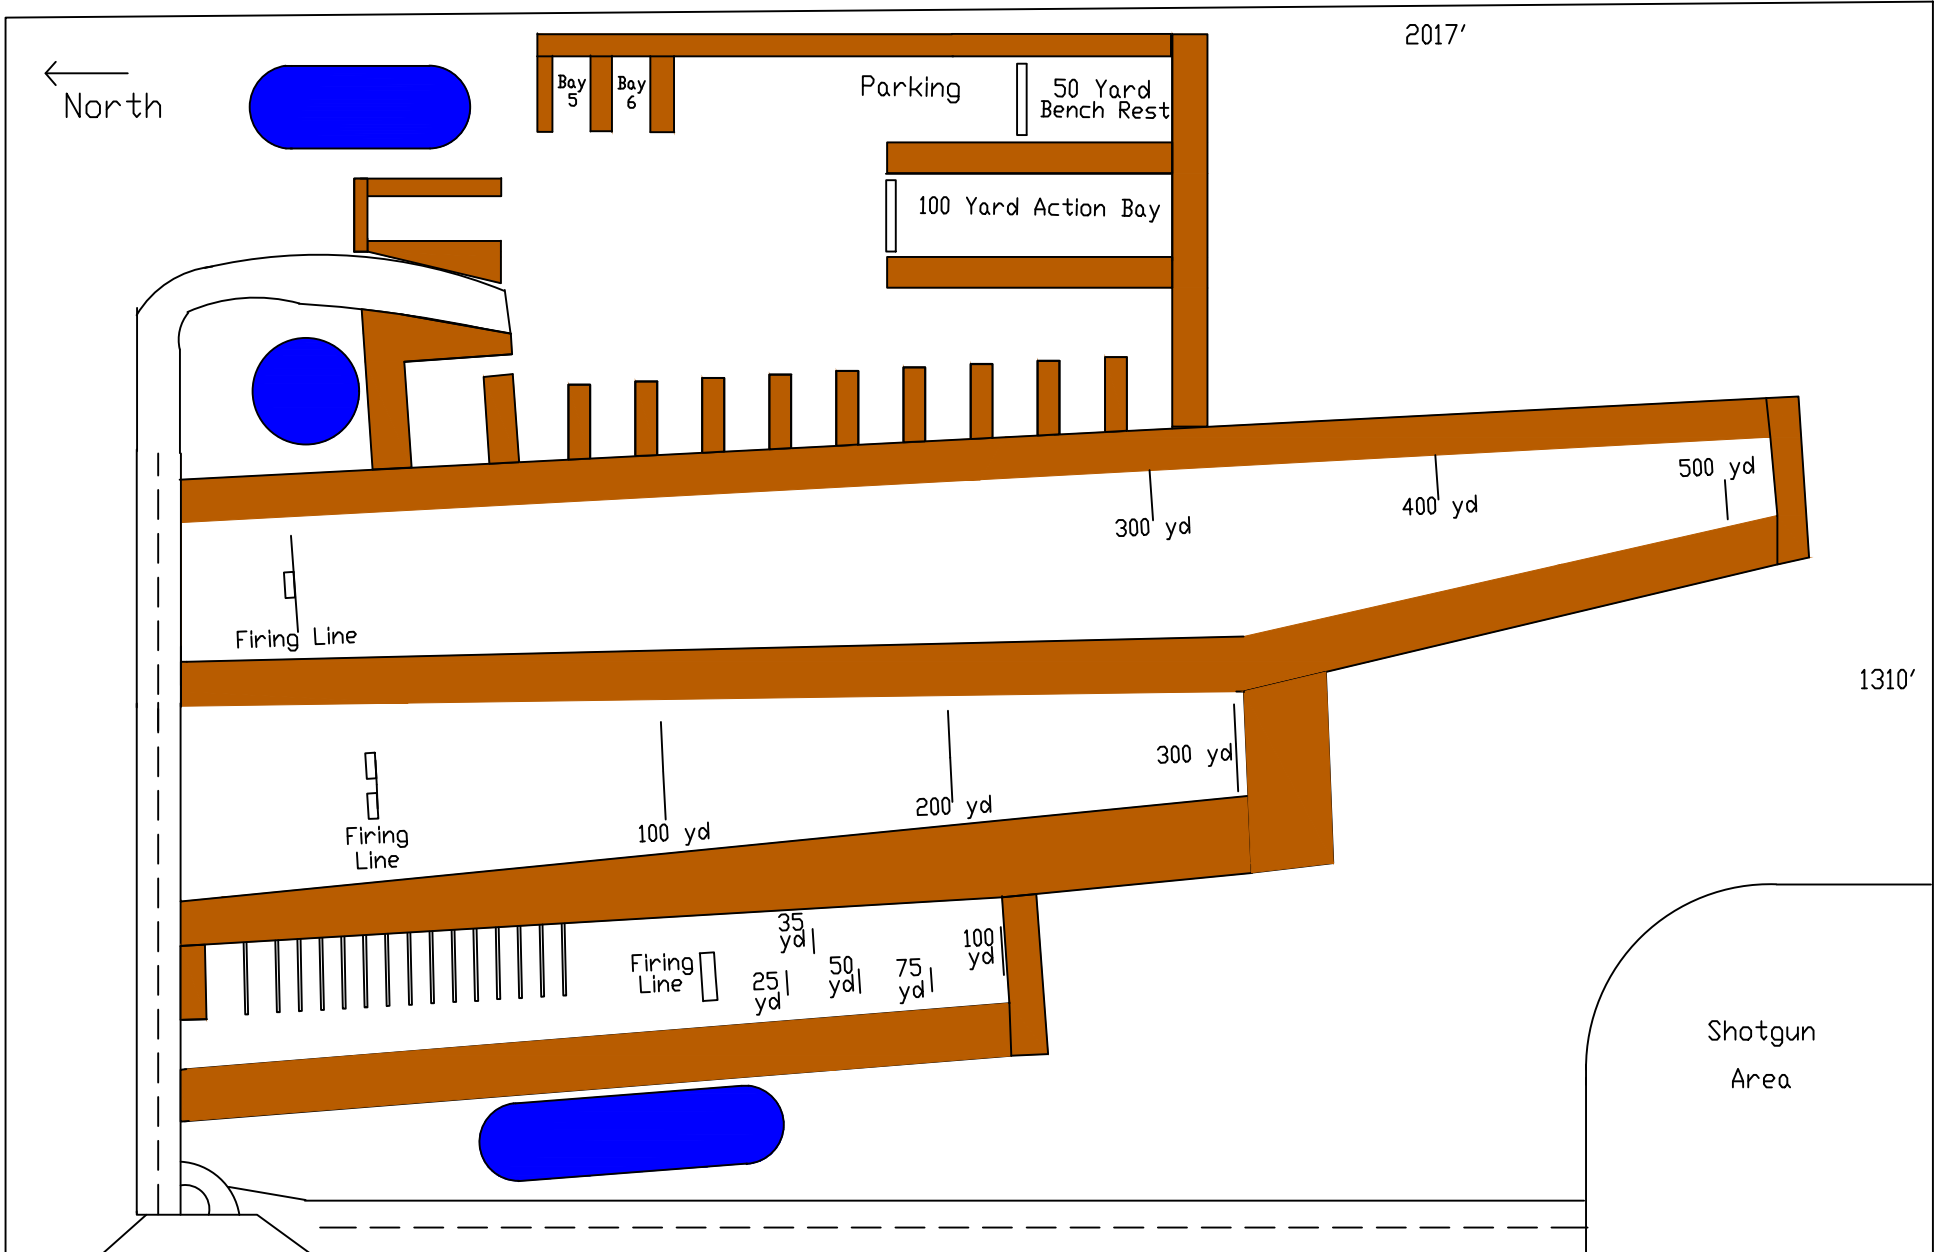 2017'
North
Bay
5
Bay
6
Parking
50 Yard
Bench Rest
100 Yard Action Bay
500 yd
400 yd
300 yd
Firing Line
1310'
300 yd
200 yd
100 yd
Firing
Line
35
yd
100
yd
Firing
Line
25
yd
50
yd
75
yd
Shotgun
Area